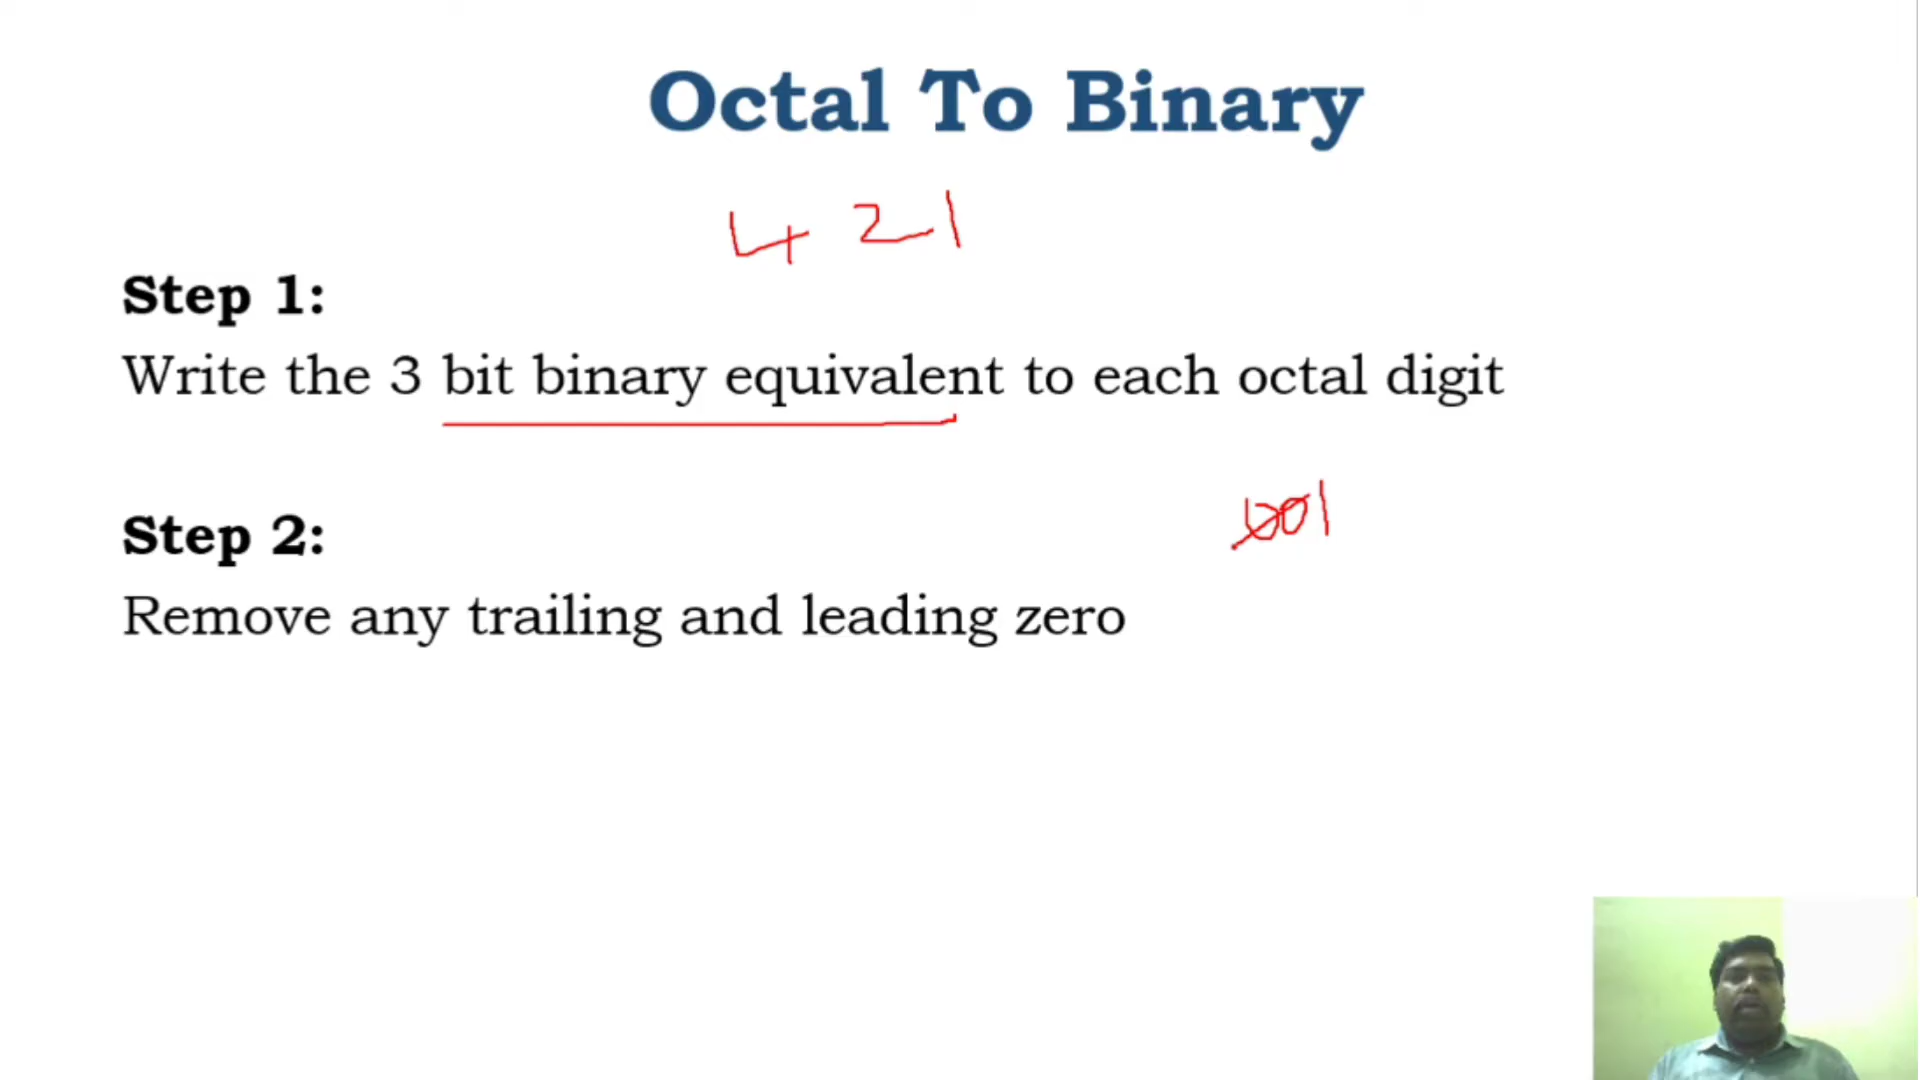 Octal To Binary
4 2 1
Step 1:
Write the 3 bit binary equivalent to each octal digit
001
Step 2:
Remove any trailing and leading zero